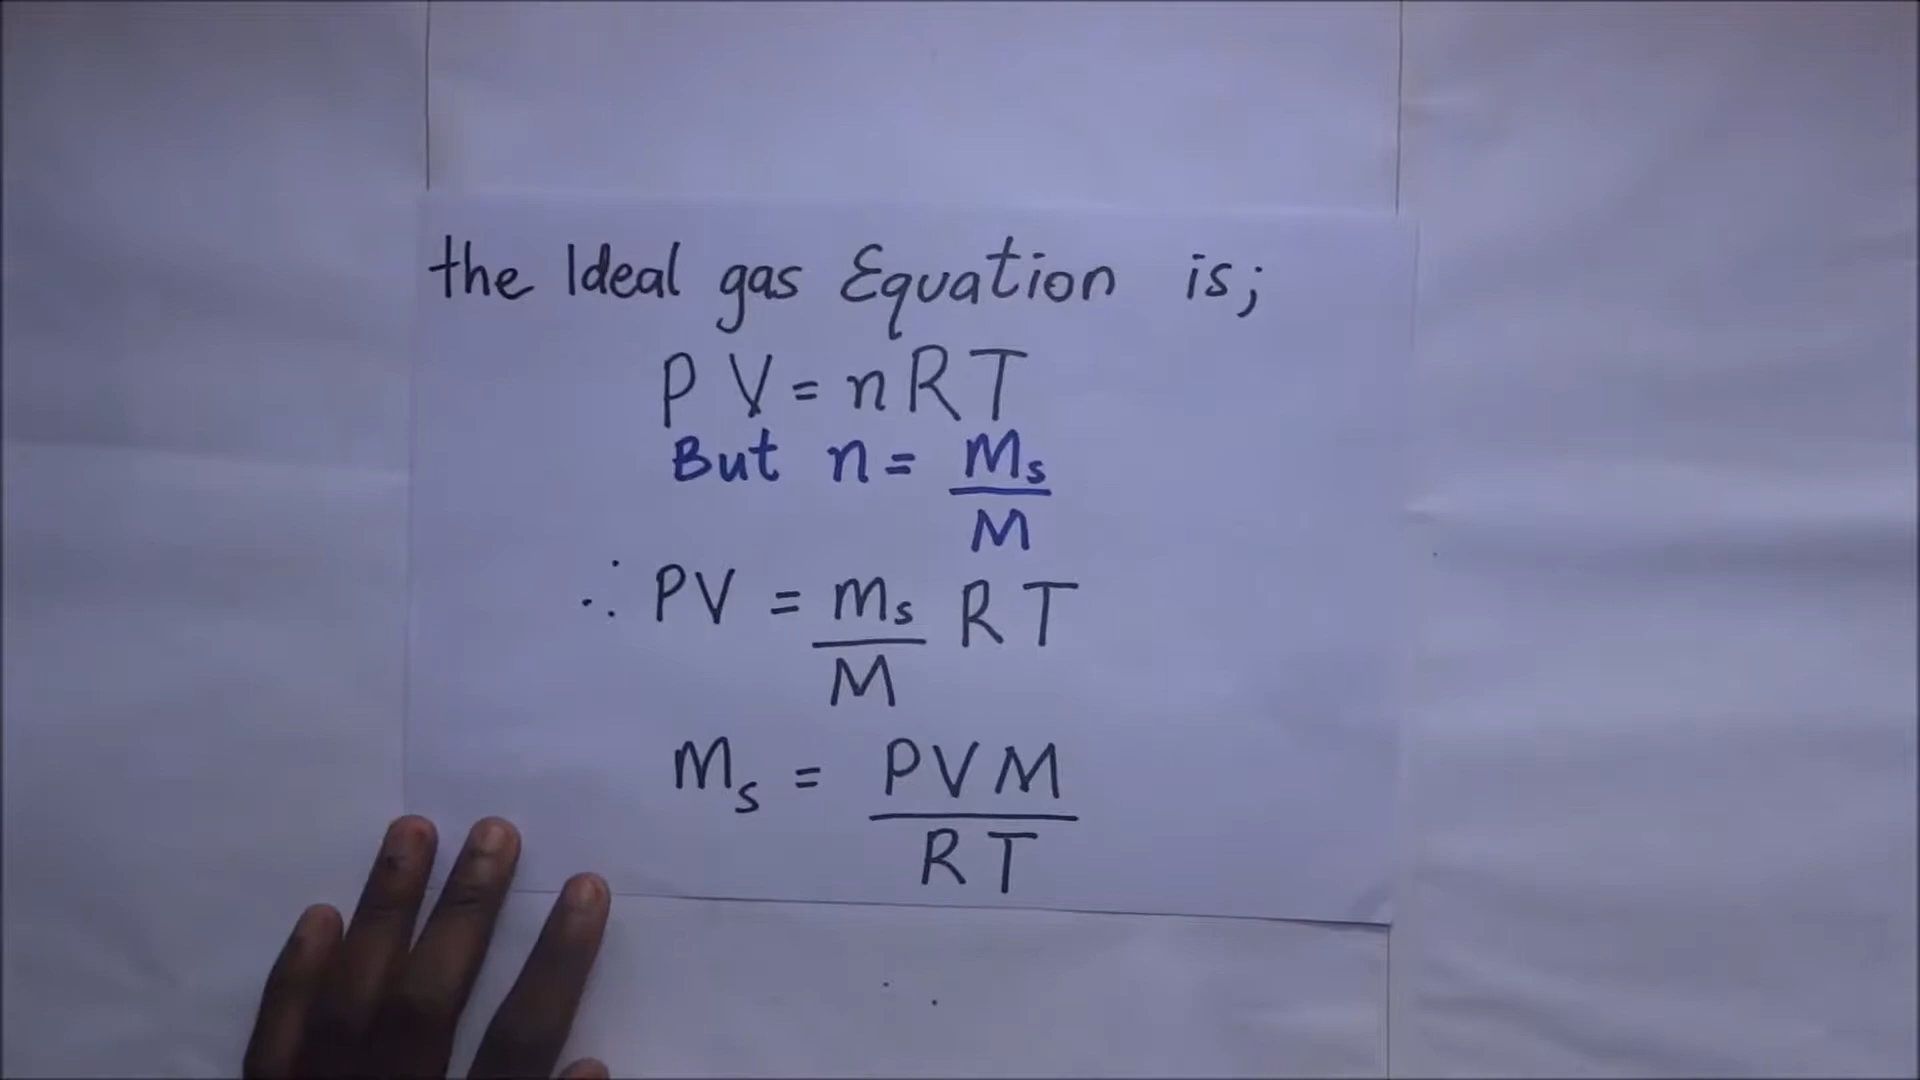 the Ideal gas Equation is;
PV = nRT
But n = Ms/M
∴ PV = ms/M RT
Ms = PVM/RT